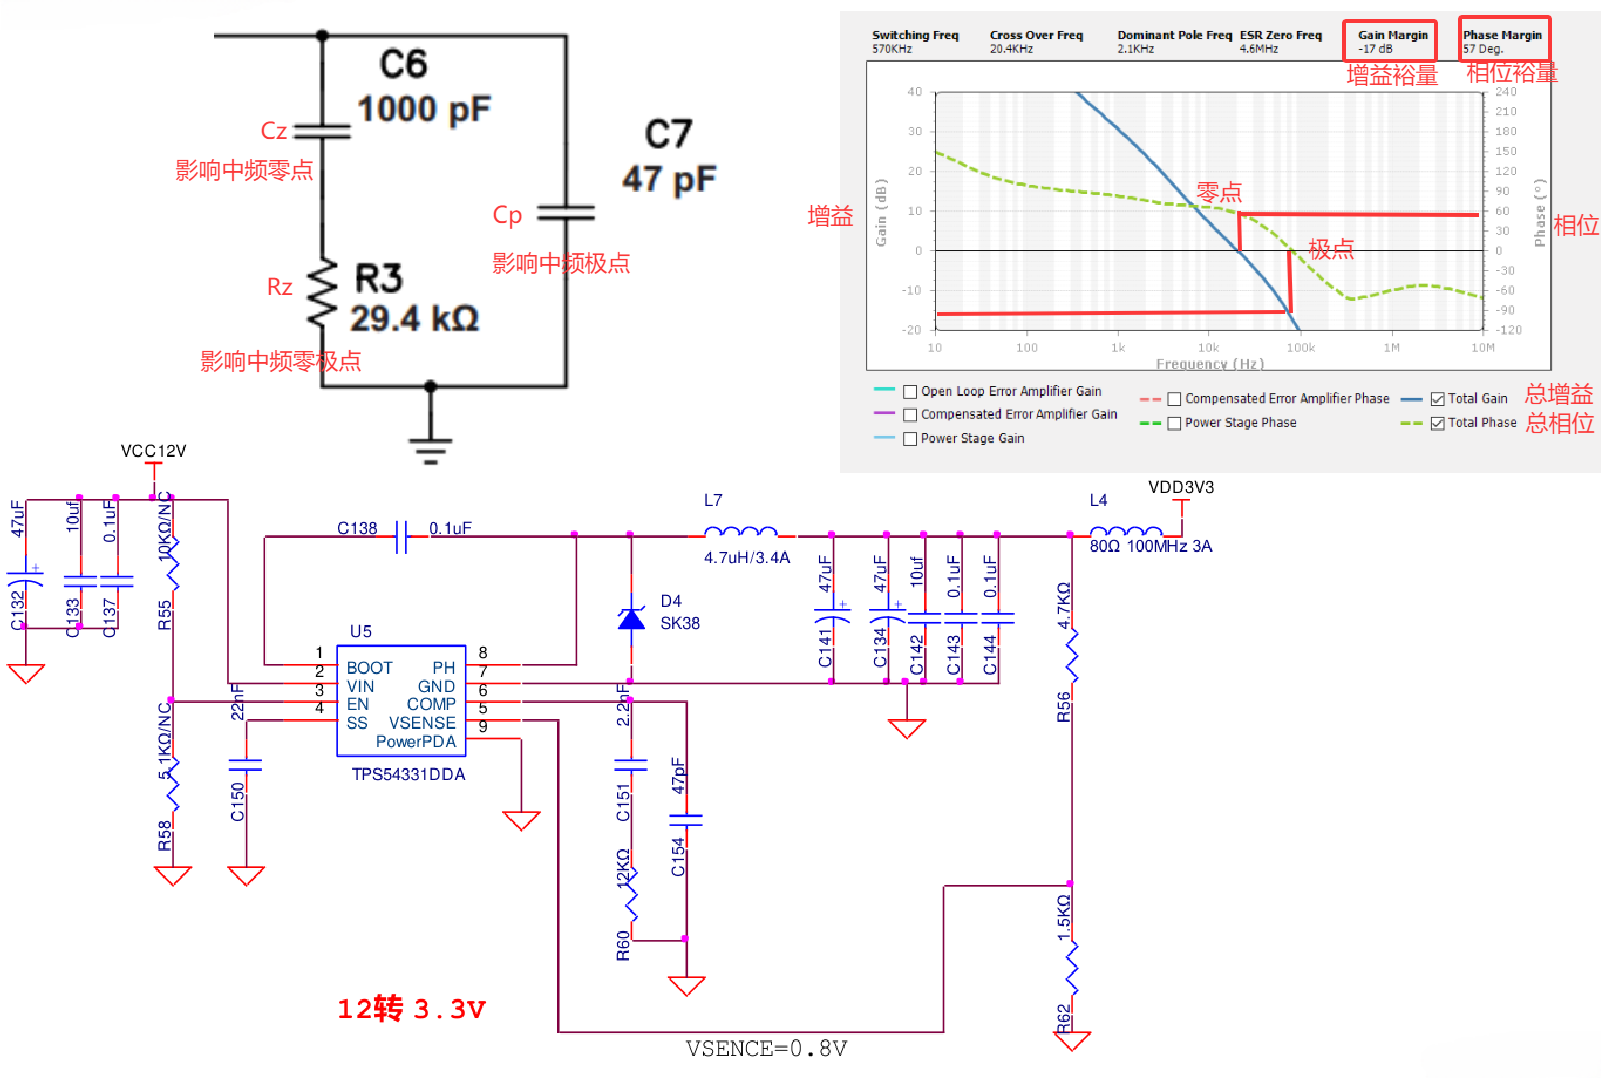 C6
1000 pF
Cz
影响中频零点
C7
47 pF
Cp
影响中频极点
Rz
R3
29.4 kΩ
影响中频零极点
Switching Freq
570KHz
Cross Over Freq
20.4KHz
Dominant Pole Freq
2.1KHz
ESR Zero Freq
4.6MHz
Gain Margin
-17 dB
Phase Margin
57 Deg.
增益裕量
相位裕量
40
30
20
10
0
-10
-20
240
210
180
150
120
90
60
30
0
-30
-60
-90
-120
10
100
1k
10k
100k
1M
10M
Gain (dB)
Phase (°)
Frequency (Hz)
增益
相位
零点
极点
Open Loop Error Amplifier Gain
Compensated Error Amplifier Gain
Power Stage Gain
Compensated Error Amplifier Phase
Power Stage Phase
Total Gain
Total Phase
总增益
总相位
VCC12V
47uF
C132
10uf
C133
0.1uF
C137
10KΩ/NC
R55
5.1KΩ/NC
R58
22nF
C150
C138
0.1uF
U5
1
2
3
4
BOOT
VIN
EN
SS
PH
GND
COMP
VSENSE
PowerPDA
8
7
6
5
9
TPS54331DDA
D4
SK38
L7
4.7uH/3.4A
2.2nF
C151
12KΩ
R60
47pF
C154
47uF
C141
47uF
C134
10uf
C142
0.1uF
C143
0.1uF
C144
L4
80Ω 100MHz 3A
VDD3V3
4.7KΩ
R56
1.5KΩ
R62
12转 3.3V
VSENCE=0.8V